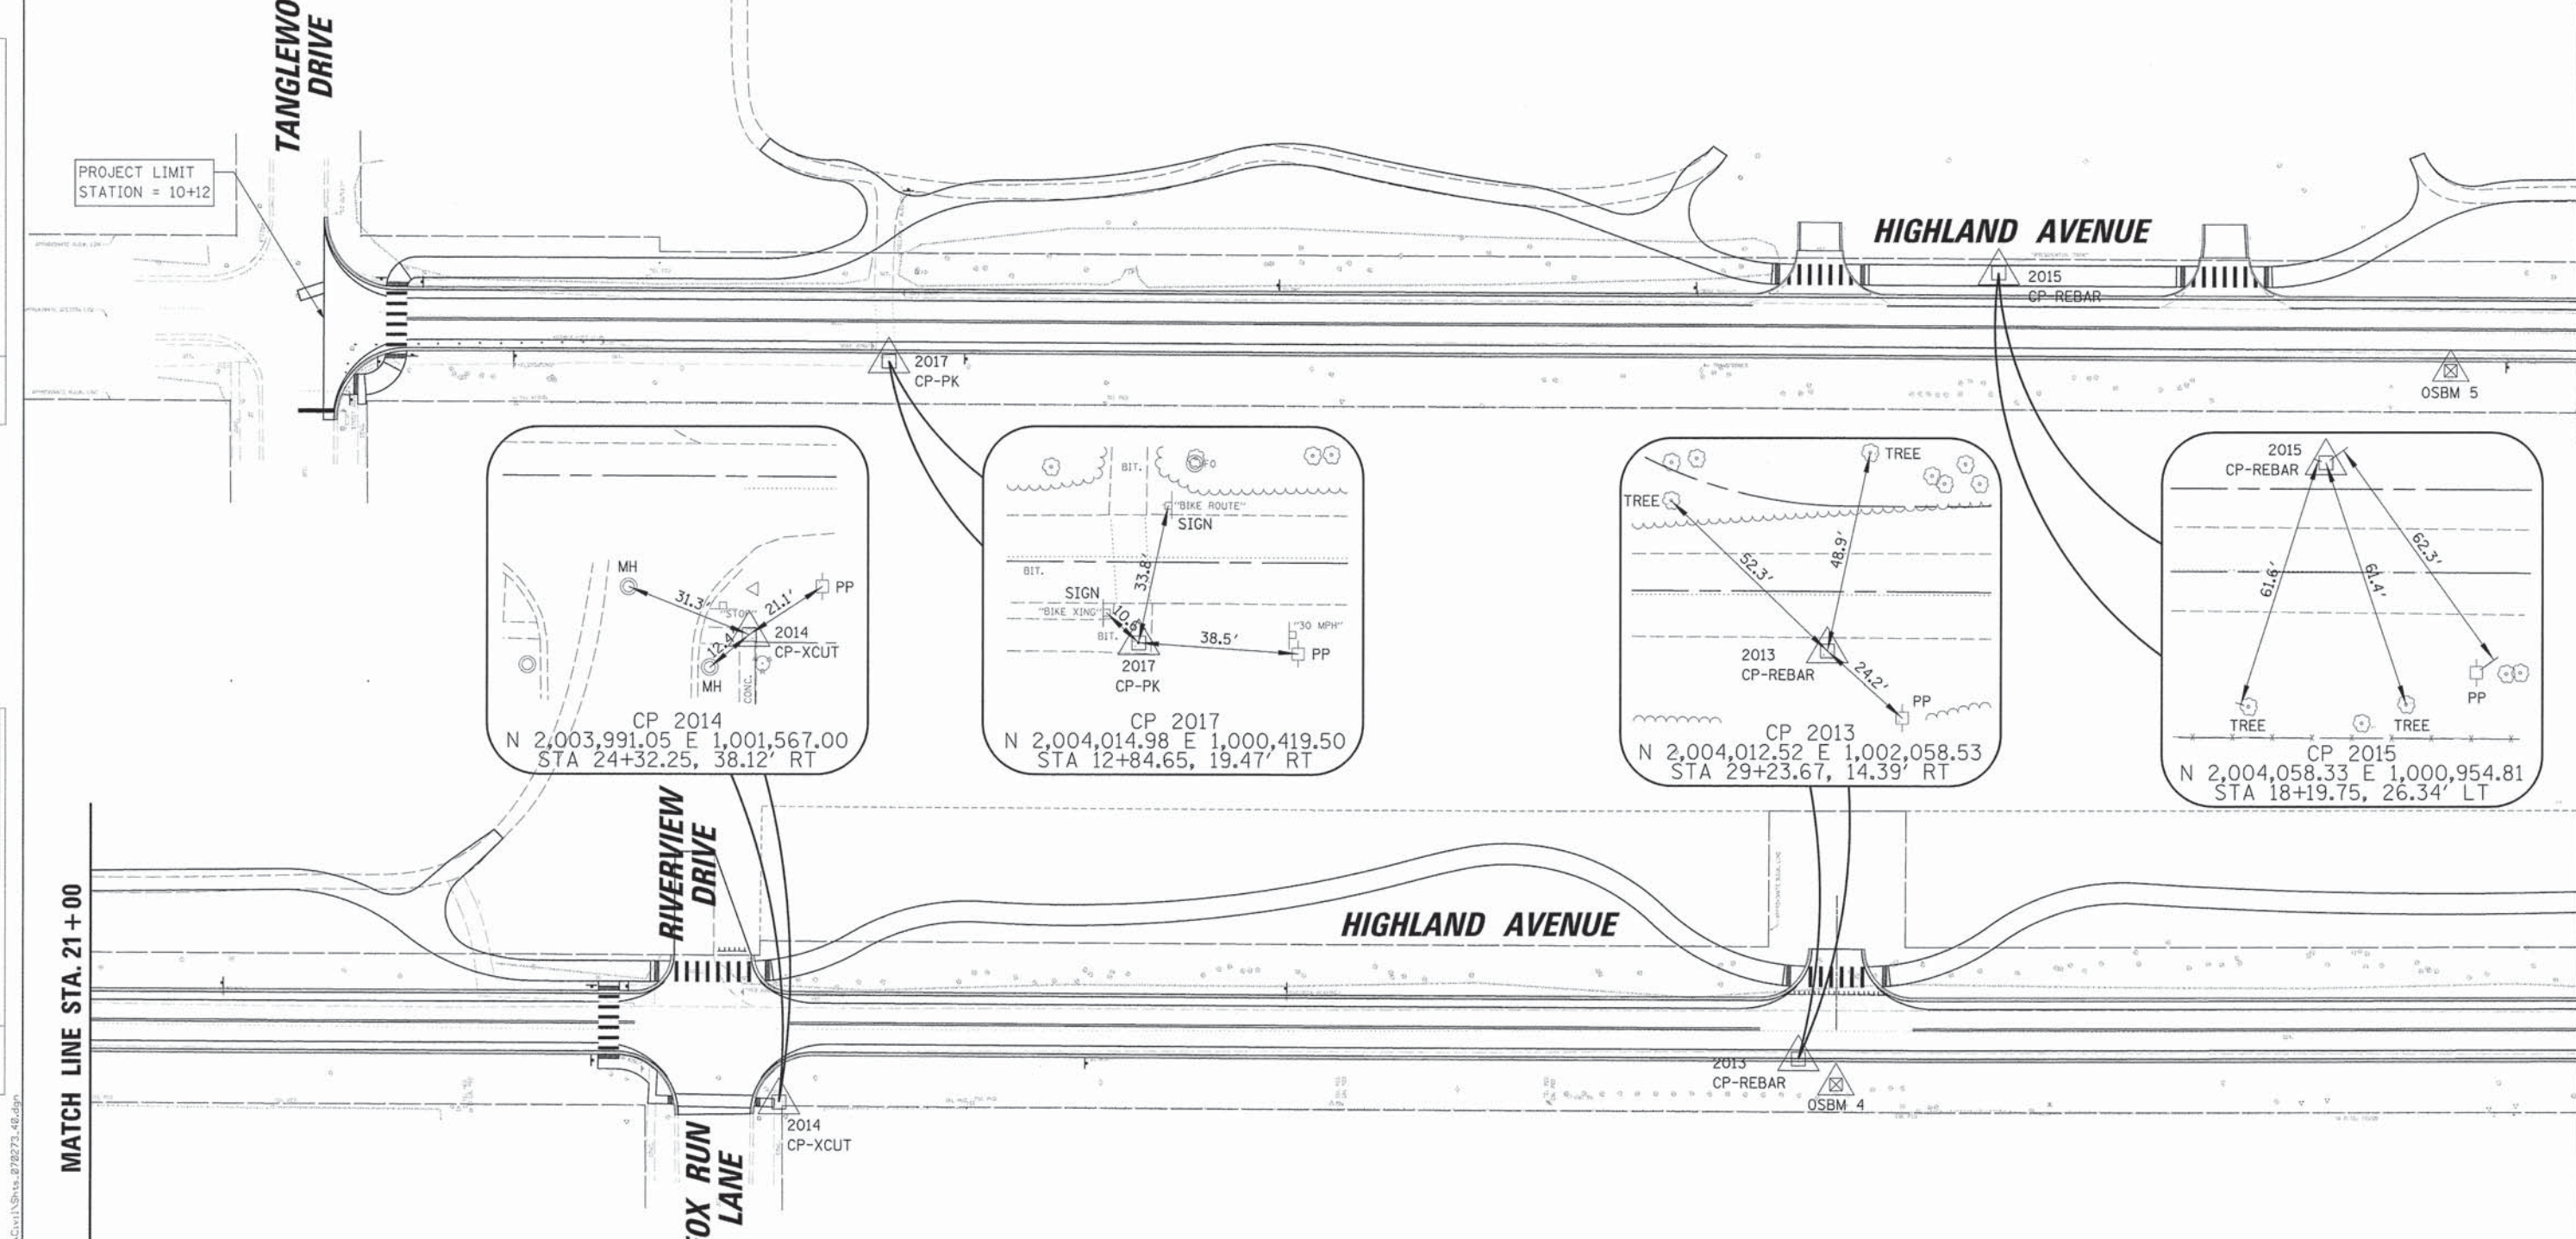 TANGLEWO
DRIVE
PROJECT LIMIT
STATION = 10+12
HIGHLAND AVENUE
2015
CP-REBAR
2017
CP-PK
OSBM 5
MH
31.3'
"STOP"
21.1'
PP
2014
CP-XCUT
12.4'
MH
CONC.
CP 2014
N 2,003,991.05 E 1,001,567.00
STA 24+32.25, 38.12' RT
BIT.
FO
"BIKE ROUTE"
SIGN
BIT.
33.8'
SIGN
"BIKE XING"
10.6'
BIT.
38.5'
"30 MPH"
PP
2017
CP-PK
CP 2017
N 2,004,014.98 E 1,000,419.50
STA 12+84.65, 19.47' RT
TREE
TREE
52.3'
48.9'
2013
CP-REBAR
24.2'
PP
CP 2013
N 2,004,012.52 E 1,002,058.53
STA 29+23.67, 14.39' RT
2015
CP-REBAR
61.6'
61.4'
62.3'
PP
TREE
TREE
CP 2015
N 2,004,058.33 E 1,000,954.81
STA 18+19.75, 26.34' LT
MATCH LINE STA. 21+00
RIVERVIEW
DRIVE
HIGHLAND AVENUE
2013
CP-REBAR
OSBM 4
2014
CP-XCUT
OX RUN
LANE